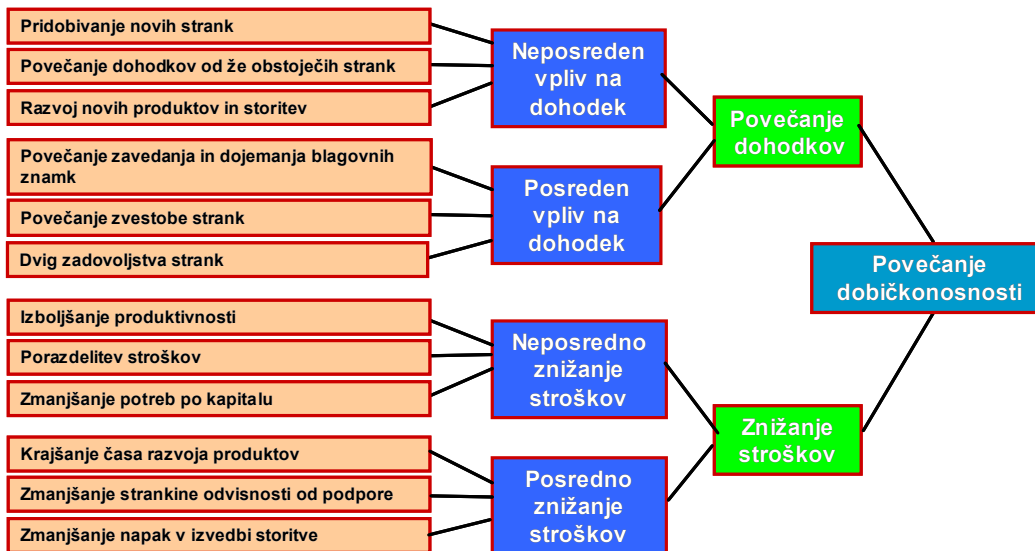 Pridobivanje novih strank
Povečanje dohodkov od že obstoječih strank
Razvoj novih produktov in storitev
Neposreden
vpliv na
dohodek
Povečanje zavedanja in dojemanja blagovnih
znamk
Povečanje zvestobe strank
Dvig zadovoljstva strank
Posreden
vpliv na
dohodek
Povečanje
dohodkov
Izboljšanje produktivnosti
Porazdelitev stroškov
Zmanjšanje potreb po kapitalu
Neposredno
znižanje
stroškov
Krajšanje časa razvoja produktov
Zmanjšanje strankine odvisnosti od podpore
Zmanjšanje napak v izvedbi storitve
Posredno
znižanje
stroškov
Znižanje
stroškov
Povečanje
dobičkonosnosti